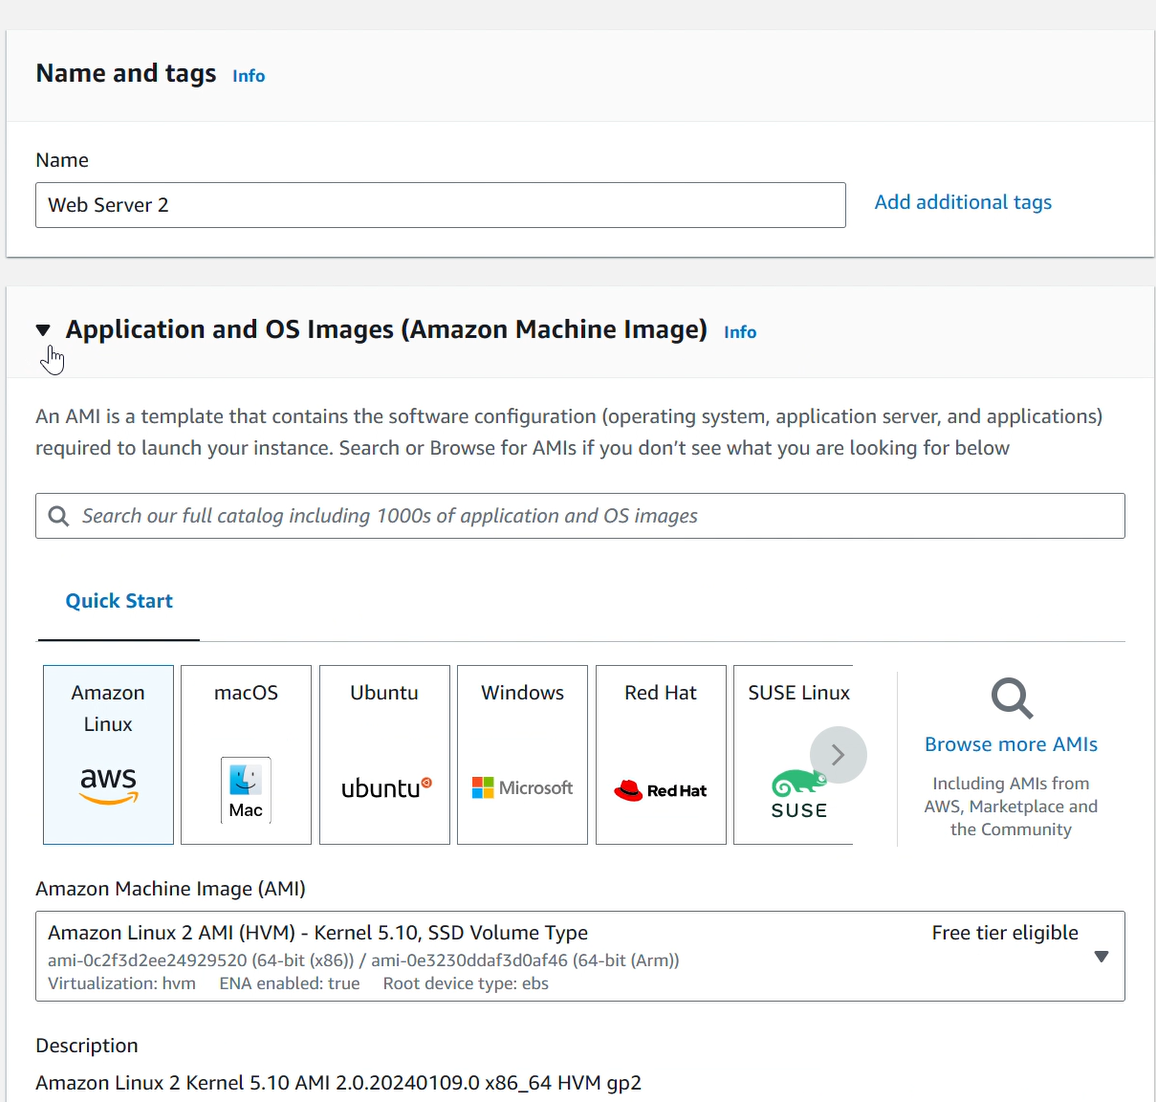 Name and tags Info
Name
Web Server 2
Add additional tags
Application and OS Images (Amazon Machine Image) Info
An AMI is a template that contains the software configuration (operating system, application server, and applications)
required to launch your instance. Search or Browse for AMIs if you don’t see what you are looking for below
Search our full catalog including 1000s of application and OS images
Quick Start
Amazon
Linux
aws
macOS
Mac
Ubuntu
ubuntu
Windows
Microsoft
Red Hat
Red Hat
SUSE Linux
SUSE
Browse more AMIs
Including AMIs from
AWS, Marketplace and
the Community
Amazon Machine Image (AMI)
Amazon Linux 2 AMI (HVM) - Kernel 5.10, SSD Volume Type
Free tier eligible
ami-0c2f3d2ee24929520 (64-bit (x86)) / ami-0e3230ddaf3d0af46 (64-bit (Arm))
Virtualization: hvm ENA enabled: true Root device type: ebs
Description
Amazon Linux 2 Kernel 5.10 AMI 2.0.20240109.0 x86_64 HVM gp2